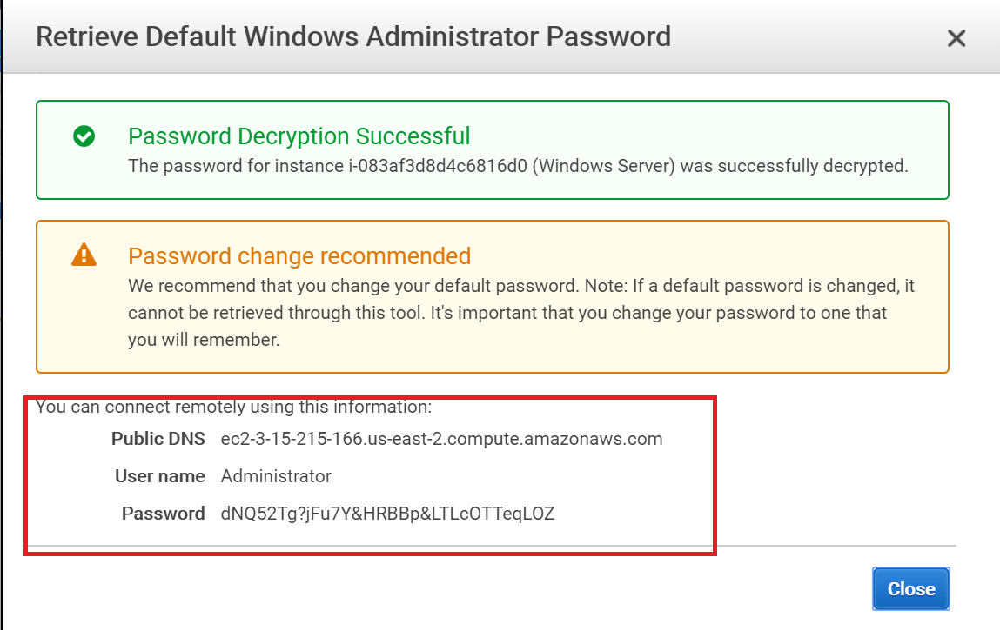 Retrieve Default Windows Administrator Password
Password Decryption Successful
The password for instance i-083af3d8d4c6816d0 (Windows Server) was successfully decrypted.
Password change recommended
We recommend that you change your default password. Note: If a default password is changed, it
cannot be retrieved through this tool. It's important that you change your password to one that
you will remember.
You can connect remotely using this information:
Public DNS ec2-3-15-215-166.us-east-2.compute.amazonaws.com
User name Administrator
Password dNQ52Tg?jFu7Y&HRBBp&LTLcOTTeqLOZ
Close